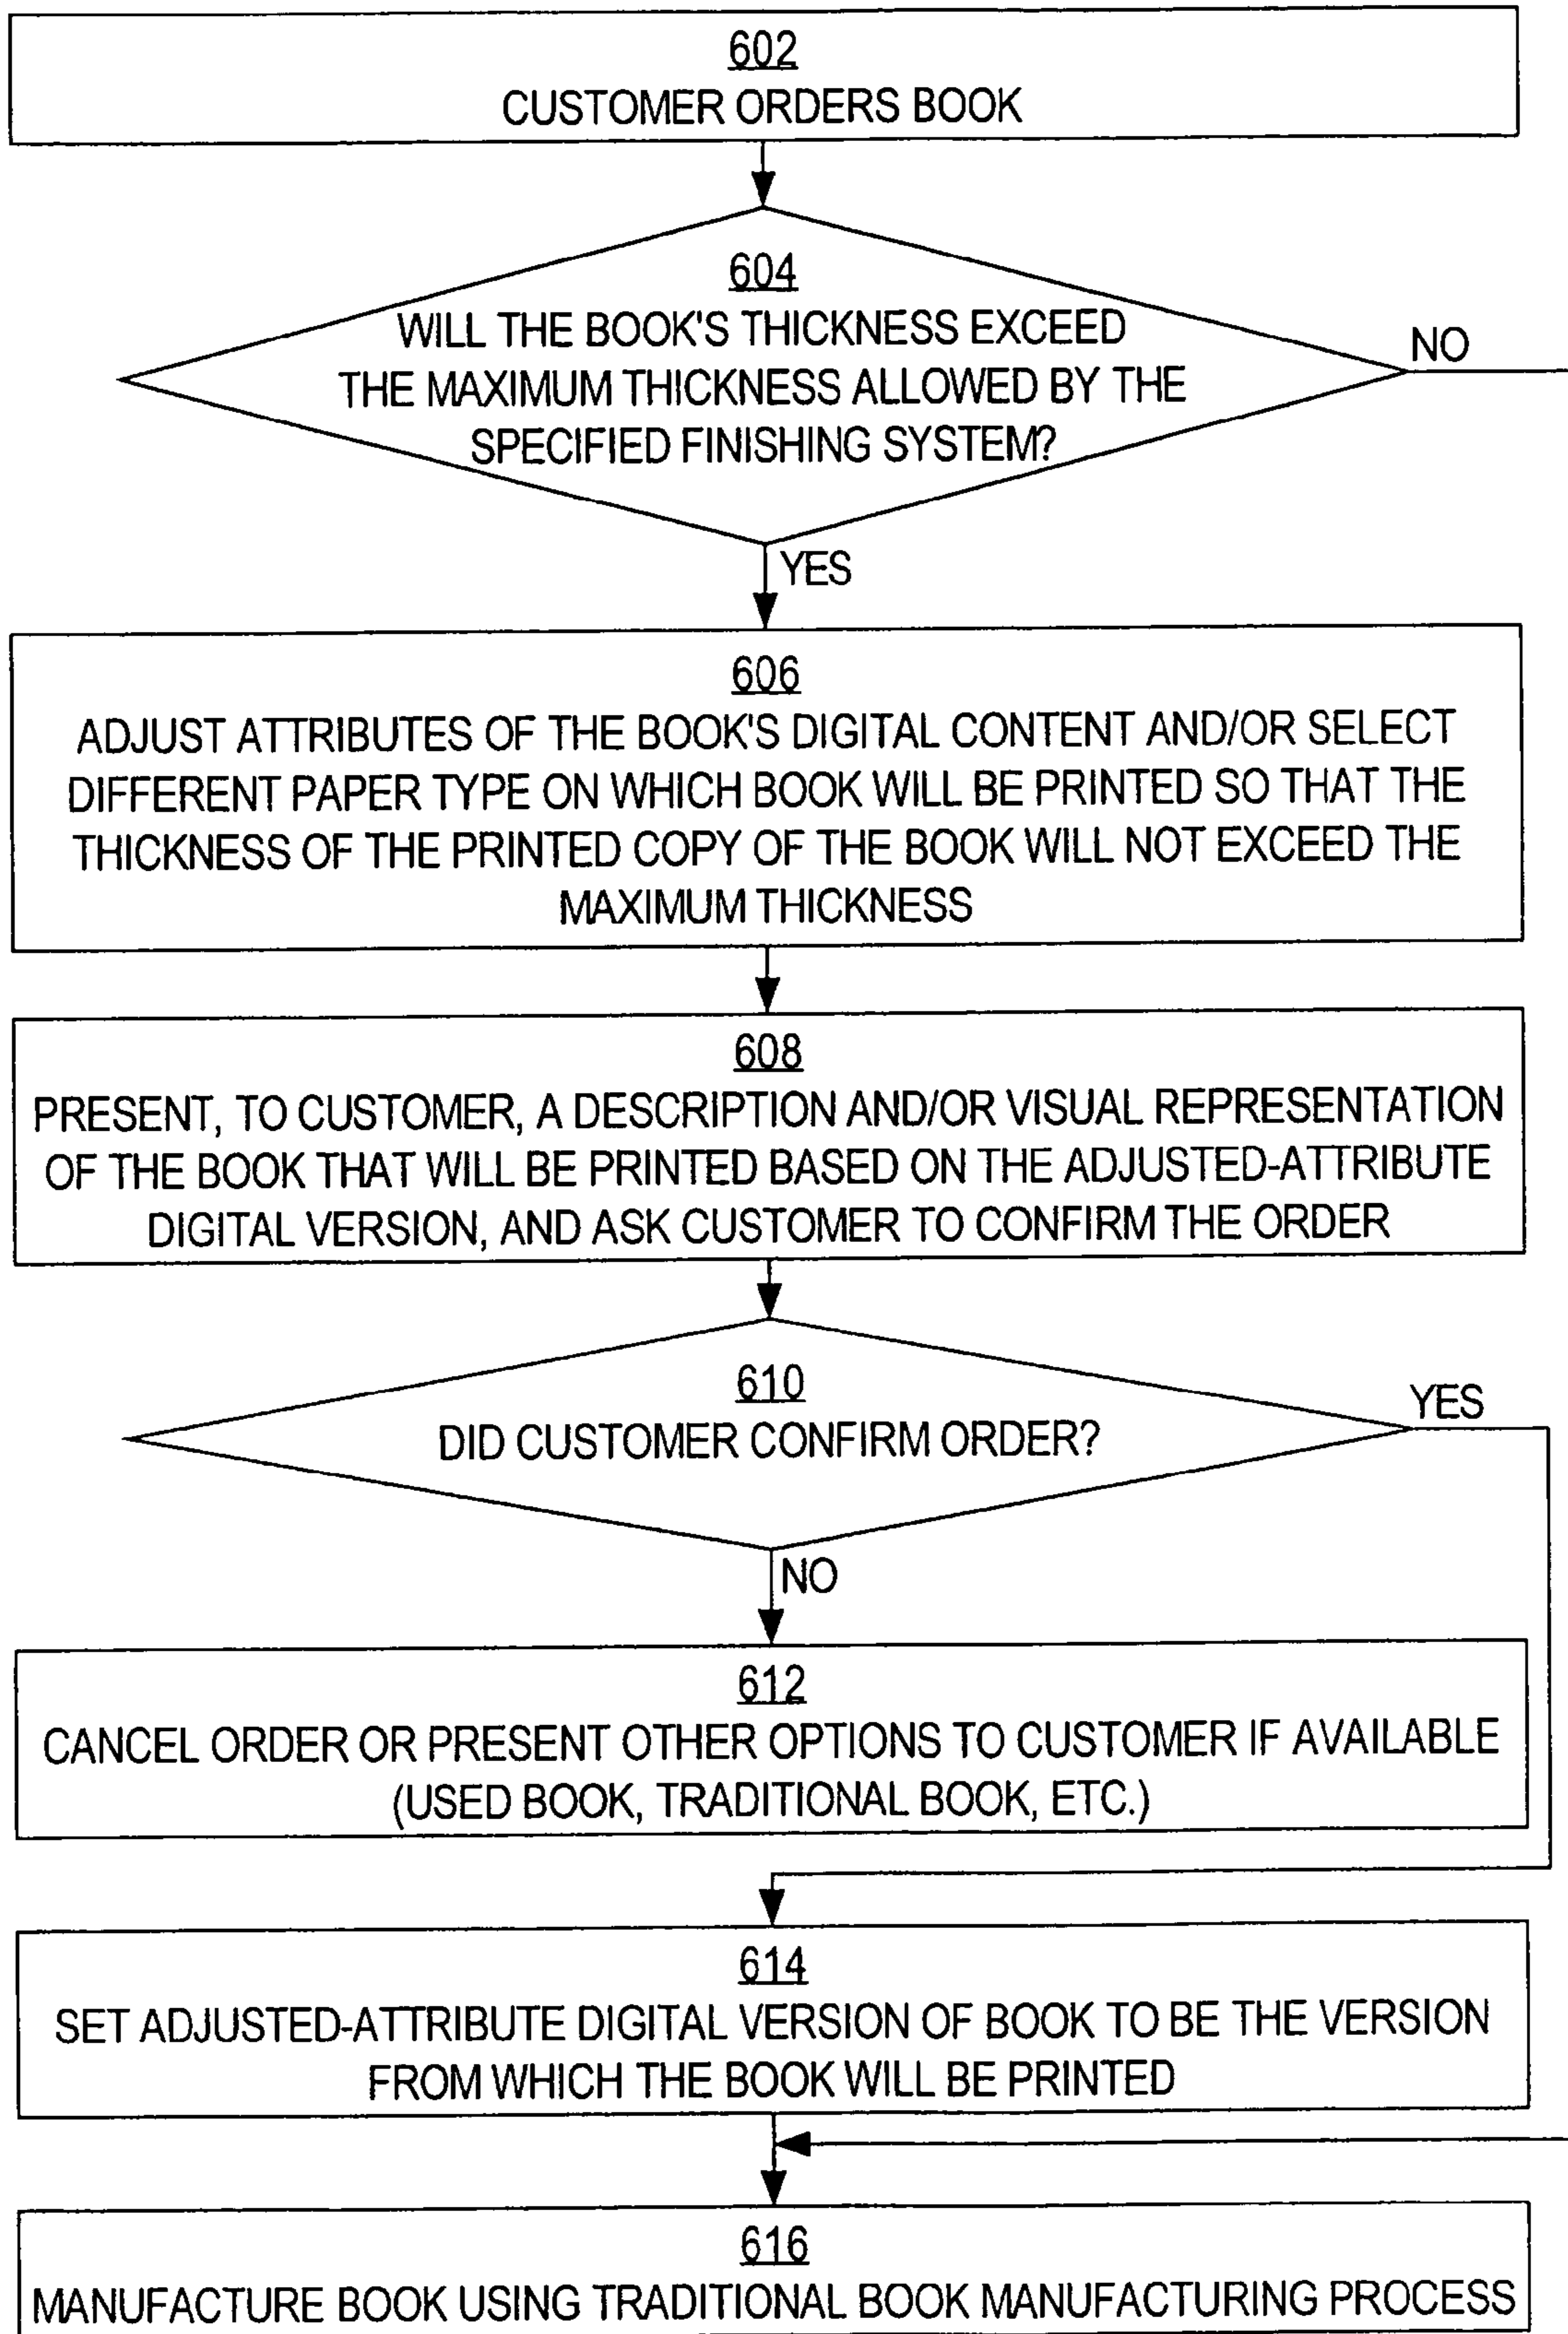 602
CUSTOMER ORDERS BOOK
604
WILL THE BOOK'S THICKNESS EXCEED
THE MAXIMUM THICKNESS ALLOWED BY THE
SPECIFIED FINISHING SYSTEM?
NO
YES
606
ADJUST ATTRIBUTES OF THE BOOK'S DIGITAL CONTENT AND/OR SELECT
DIFFERENT PAPER TYPE ON WHICH BOOK WILL BE PRINTED SO THAT THE
THICKNESS OF THE PRINTED COPY OF THE BOOK WILL NOT EXCEED THE
MAXIMUM THICKNESS
608
PRESENT, TO CUSTOMER, A DESCRIPTION AND/OR VISUAL REPRESENTATION
OF THE BOOK THAT WILL BE PRINTED BASED ON THE ADJUSTED-ATTRIBUTE
DIGITAL VERSION, AND ASK CUSTOMER TO CONFIRM THE ORDER
610
DID CUSTOMER CONFIRM ORDER?
YES
NO
612
CANCEL ORDER OR PRESENT OTHER OPTIONS TO CUSTOMER IF AVAILABLE
(USED BOOK, TRADITIONAL BOOK, ETC.)
614
SET ADJUSTED-ATTRIBUTE DIGITAL VERSION OF BOOK TO BE THE VERSION
FROM WHICH THE BOOK WILL BE PRINTED
616
MANUFACTURE BOOK USING TRADITIONAL BOOK MANUFACTURING PROCESS